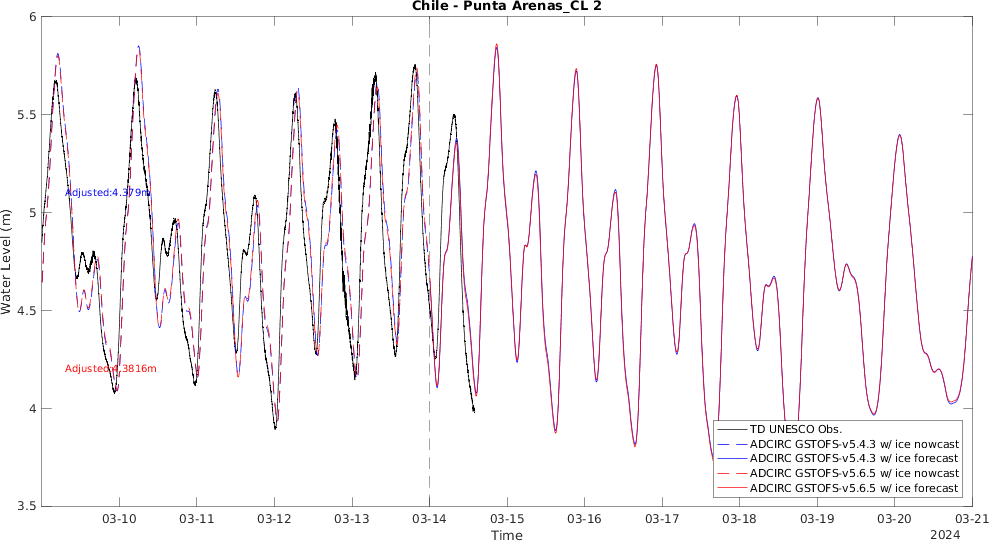 Chile - Punta Arenas_CL 2
6
5.5
5
4.5
4
3.5
Water Level (m)
Adjusted:4.379m
Adjusted:4.3816m
TD UNESCO Obs.
ADCIRC GSTOFS-v5.4.3 w/ ice nowcast
ADCIRC GSTOFS-v5.4.3 w/ ice forecast
ADCIRC GSTOFS-v5.6.5 w/ ice nowcast
ADCIRC GSTOFS-v5.6.5 w/ ice forecast
03-10 03-11 03-12 03-13 03-14 03-15 03-16 03-17 03-18 03-19 03-20 03-21
Time
2024